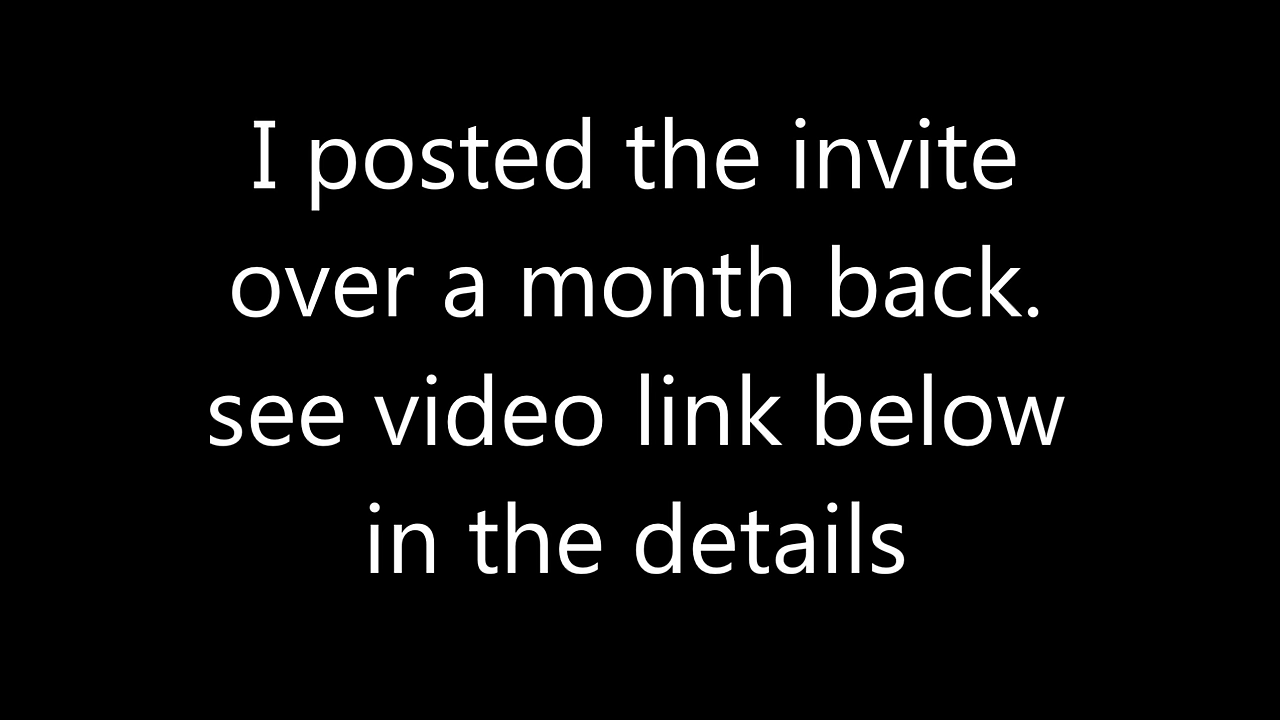 I posted the invite
over a month back.
see video link below
in the details